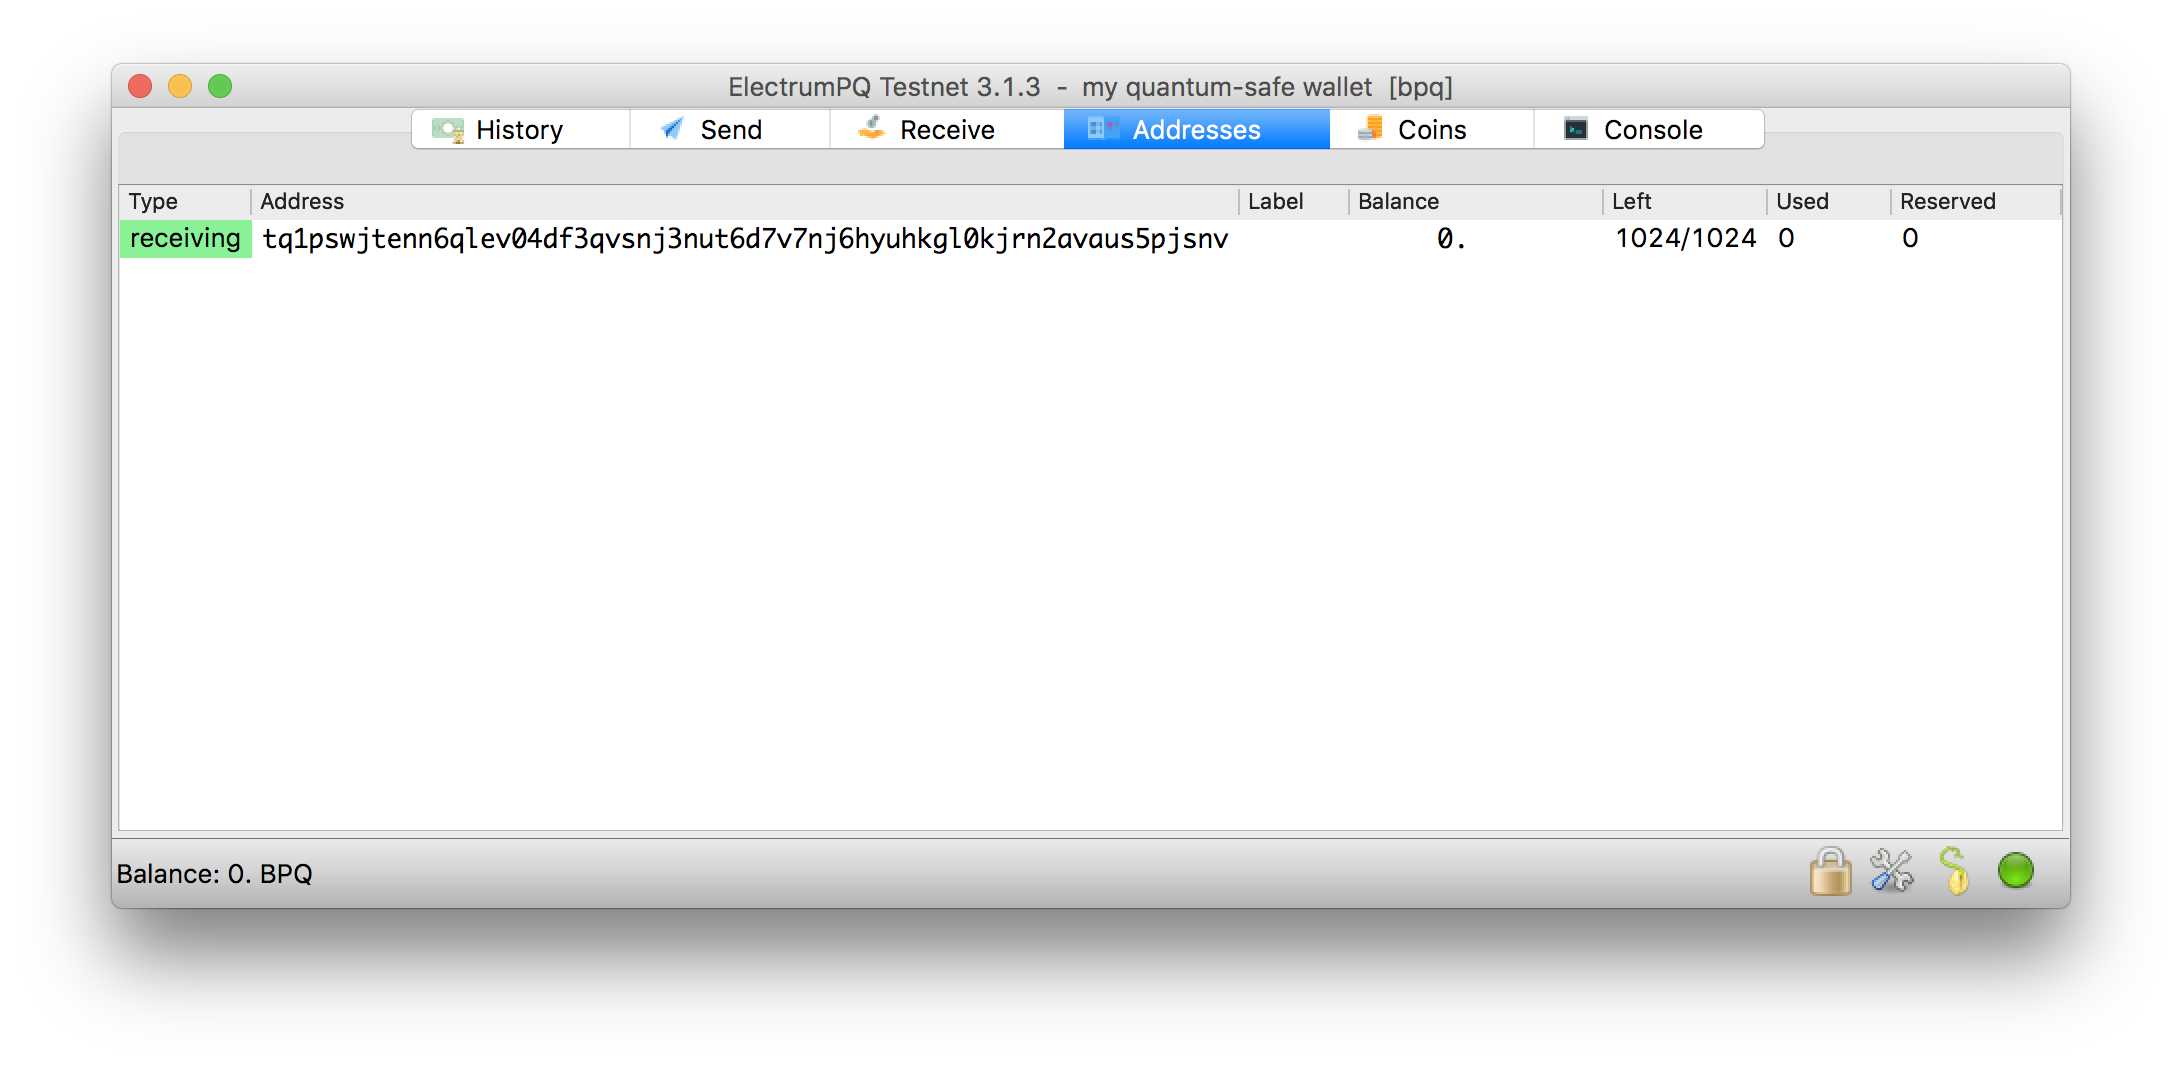 ElectrumPQ Testnet 3.1.3 - my quantum-safe wallet [bpq]
History Send Receive Addresses Coins Console
Type Address Label Balance Left Used Reserved
receiving tq1pswjtenn6qlev04df3qvsnj3nut6d7v7nj6hyuhkgl0kjrn2avaus5pjsnv 0. 1024/1024 0 0
Balance: 0. BPQ